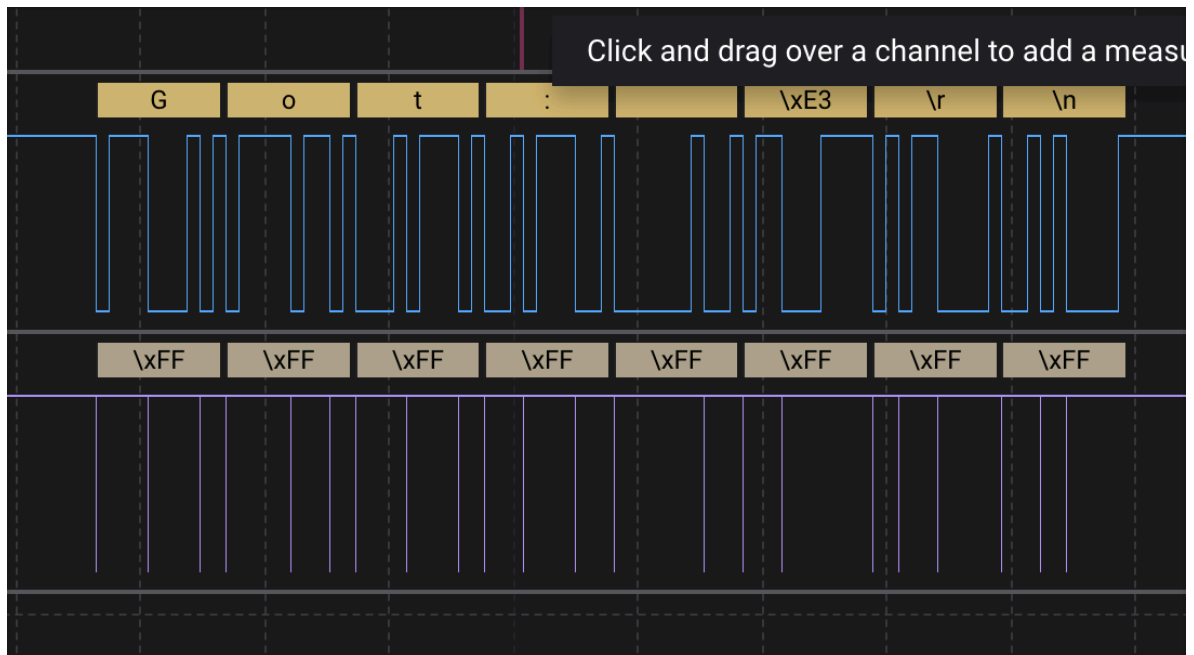 Click and drag over a channel to add a measu
G o t : \xE3 \r \n
\xFF \xFF \xFF \xFF \xFF \xFF \xFF \xFF